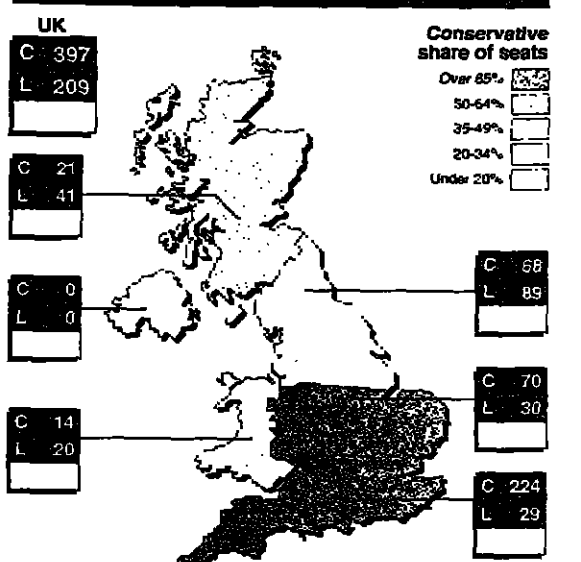 UK
C 397
L 209
Conservative
share of seats
Over 65%
50-64%
35-49%
20-34%
Under 20%
C 21
L 41
C 0
L 0
C 14
L 20
C 68
L 89
C 70
L 30
C 224
L 29